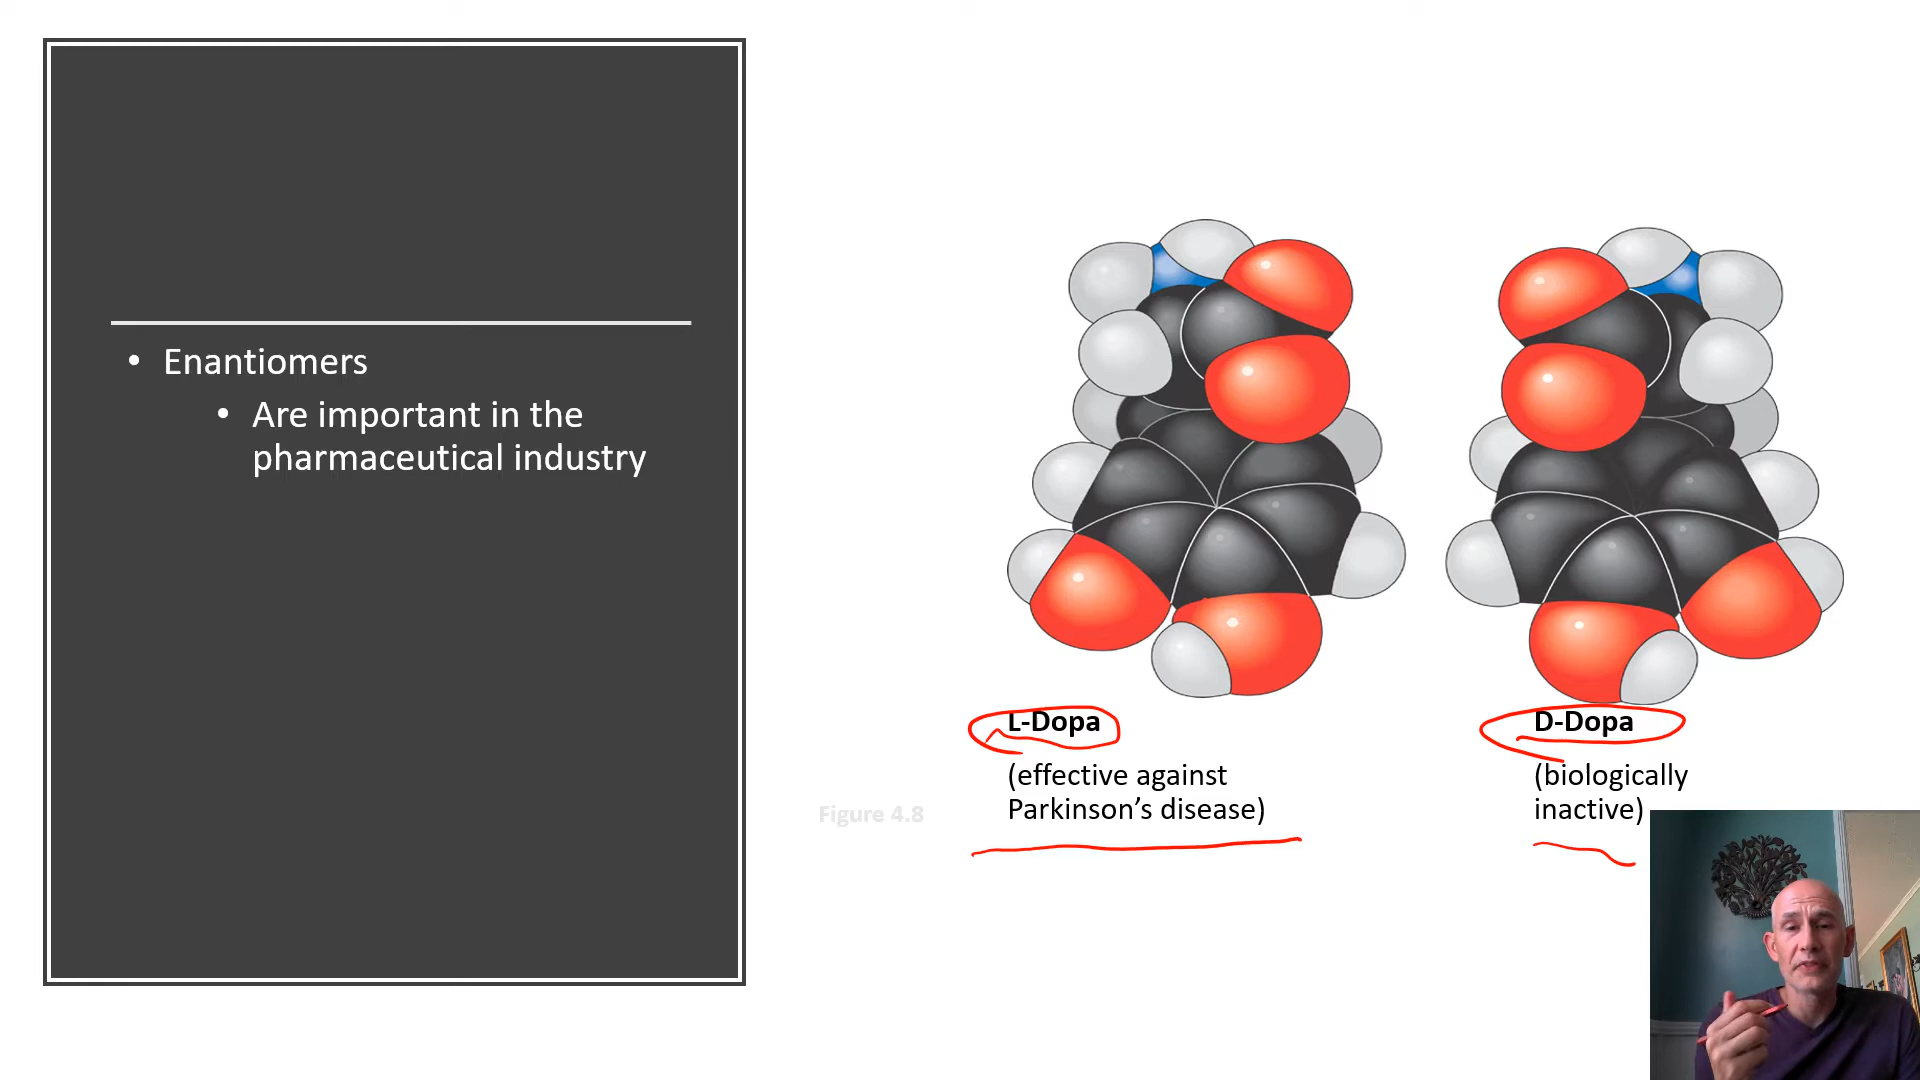 • Enantiomers
• Are important in the
pharmaceutical industry
L-Dopa
(effective against
Parkinson’s disease)
D-Dopa
(biologically
inactive)
Figure 4.8